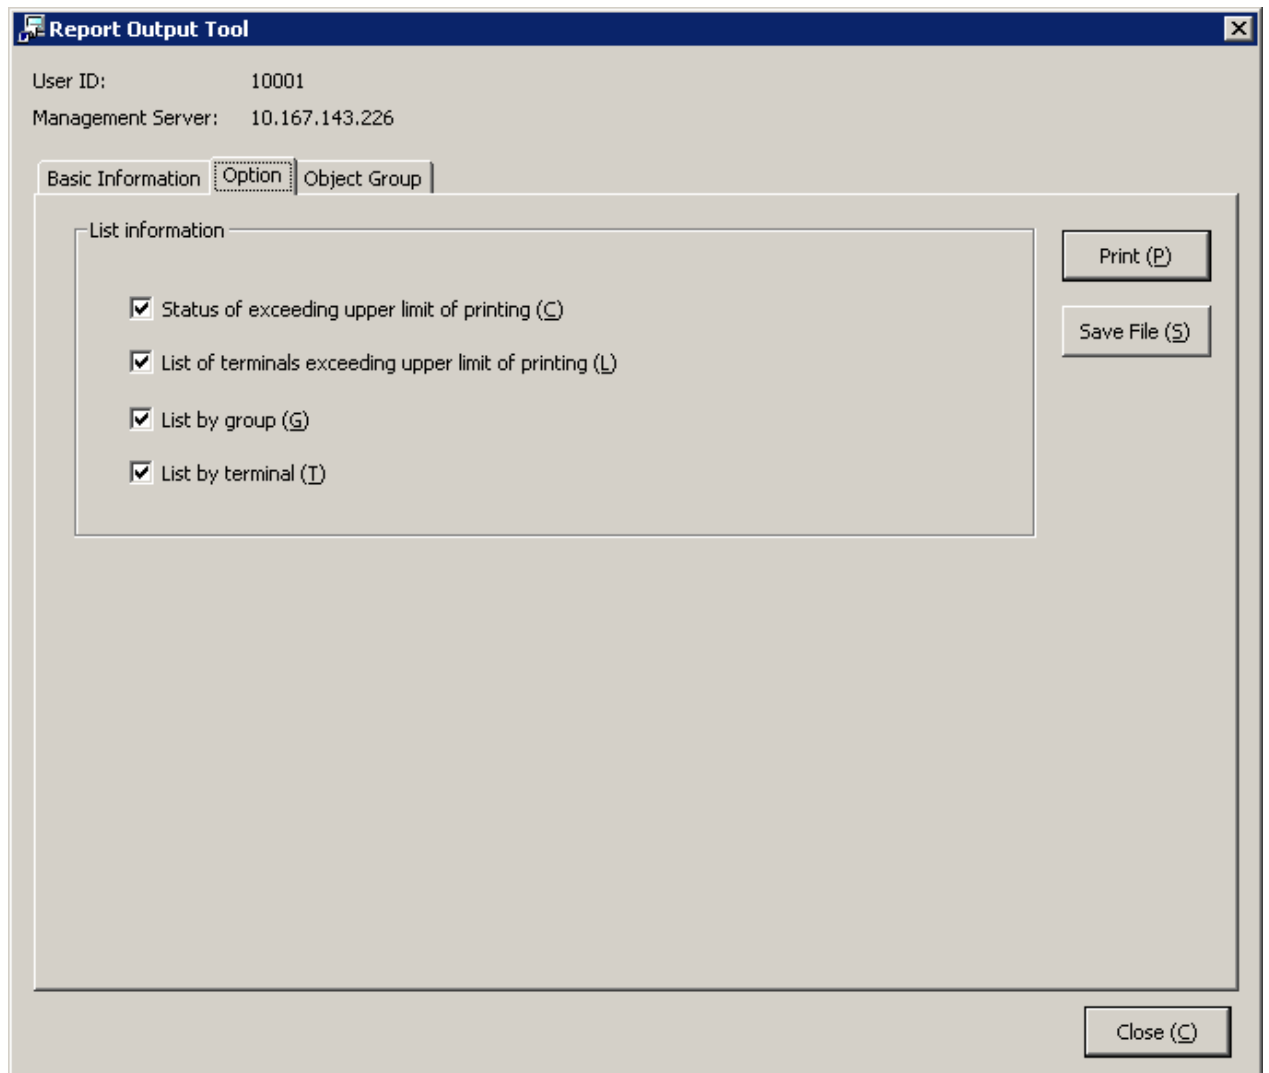 Report Output Tool
User ID: 10001
Management Server: 10.167.143.226
Basic Information Option Object Group
List information
Print (P)
Status of exceeding upper limit of printing (C)
Save File (S)
List of terminals exceeding upper limit of printing (L)
List by group (G)
List by terminal (T)
Close (C)